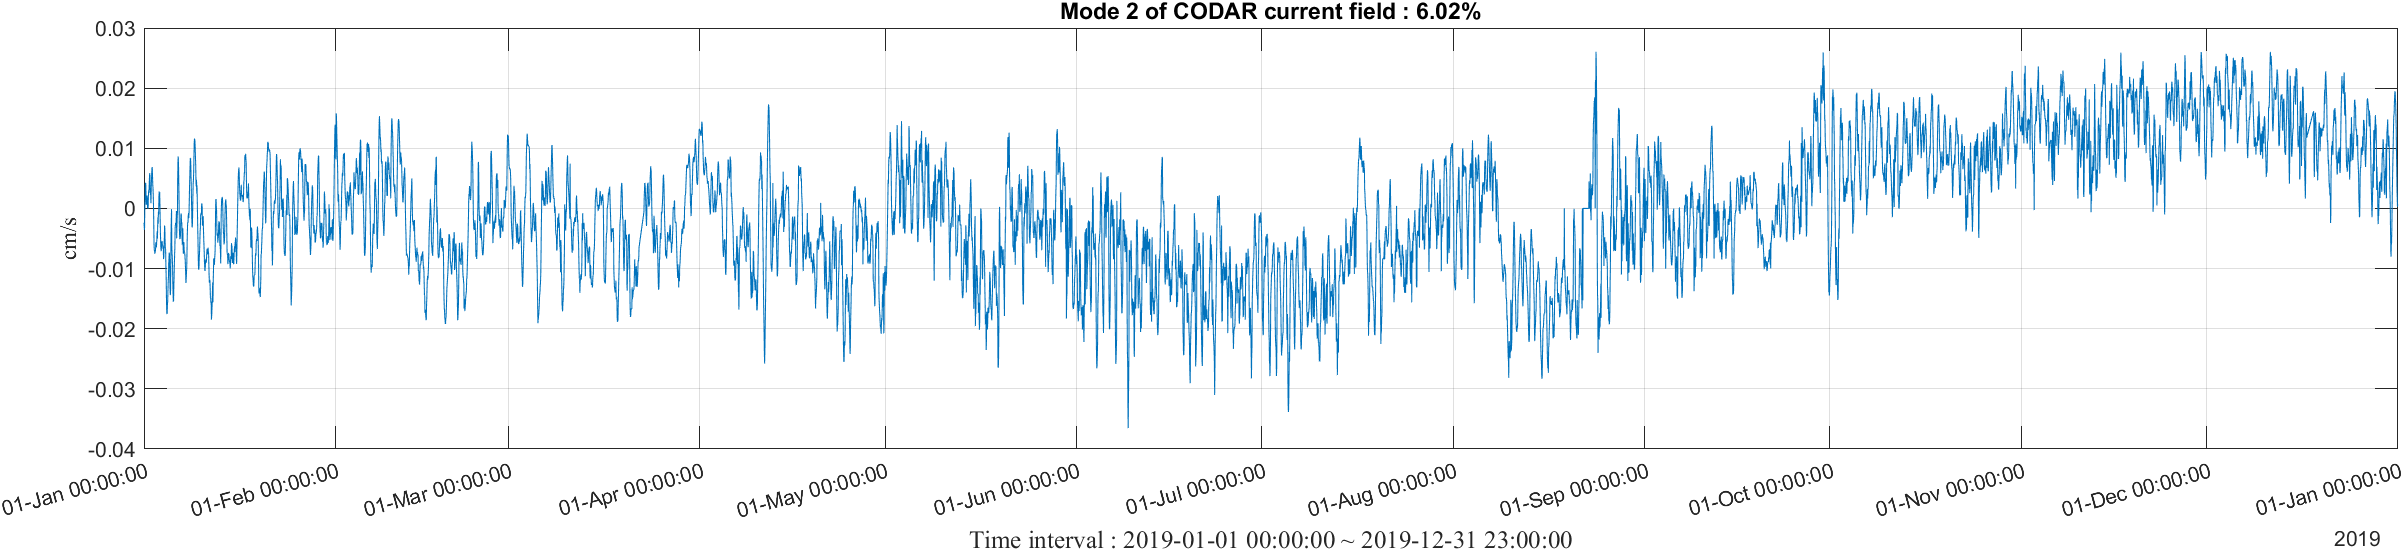 Mode 2 of CODAR current field : 6.02%
0.03
0.02
0.01
0
-0.01
-0.02
-0.03
-0.04
cm/s
01-Jan 00:00:00
01-Feb 00:00:00
01-Mar 00:00:00
01-Apr 00:00:00
01-May 00:00:00
01-Jun 00:00:00
01-Jul 00:00:00
01-Aug 00:00:00
01-Sep 00:00:00
01-Oct 00:00:00
01-Nov 00:00:00
01-Dec 00:00:00
01-Jan 00:00:00
Time interval : 2019-01-01 00:00:00 ~ 2019-12-31 23:00:00
2019